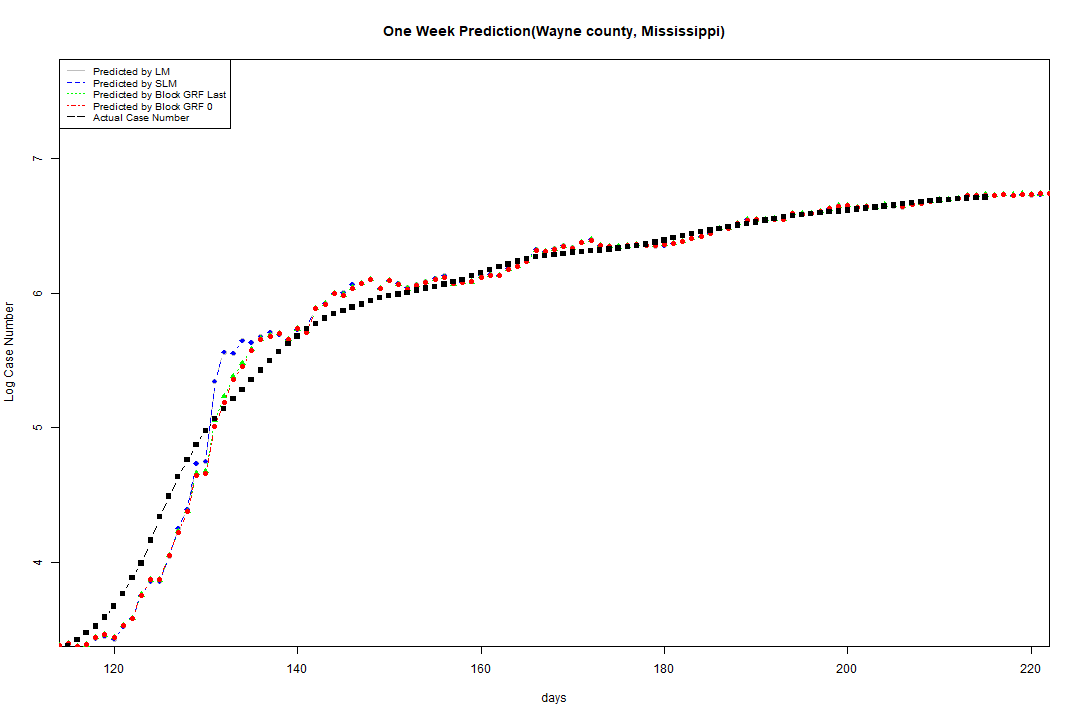 One Week Prediction(Wayne county, Mississippi)
Predicted by LM
Predicted by SLM
Predicted by Block GRF Last
Predicted by Block GRF 0
Actual Case Number
7
6
5
4
Log Case Number
120 140 160 180 200 220
days